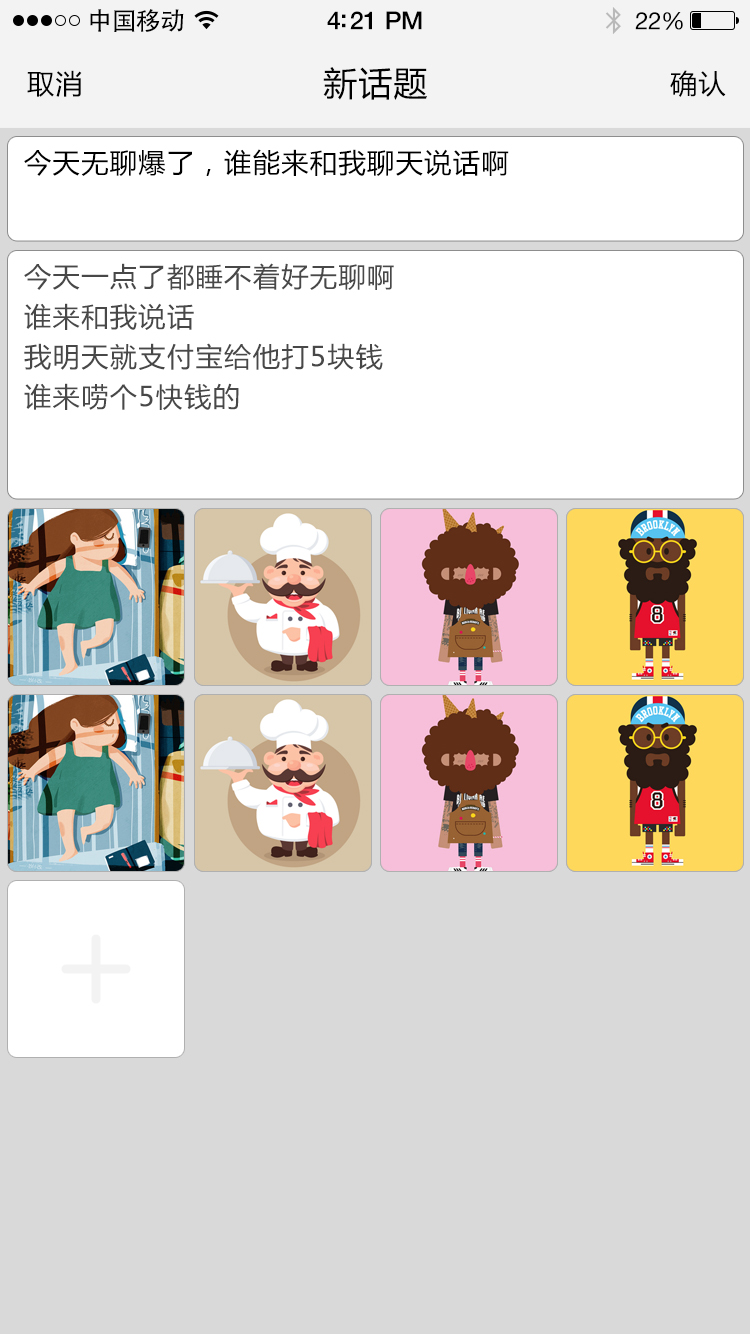 中国移动 4:21 PM 22%
取消 新话题 确认
今天无聊爆了，谁能来和我聊天说话啊
今天一点了都睡不着好无聊啊
谁来和我说话
我明天就支付宝给他打5块钱
谁来唠个5快钱的
BROOKLYN
8
BROOKLYN
8